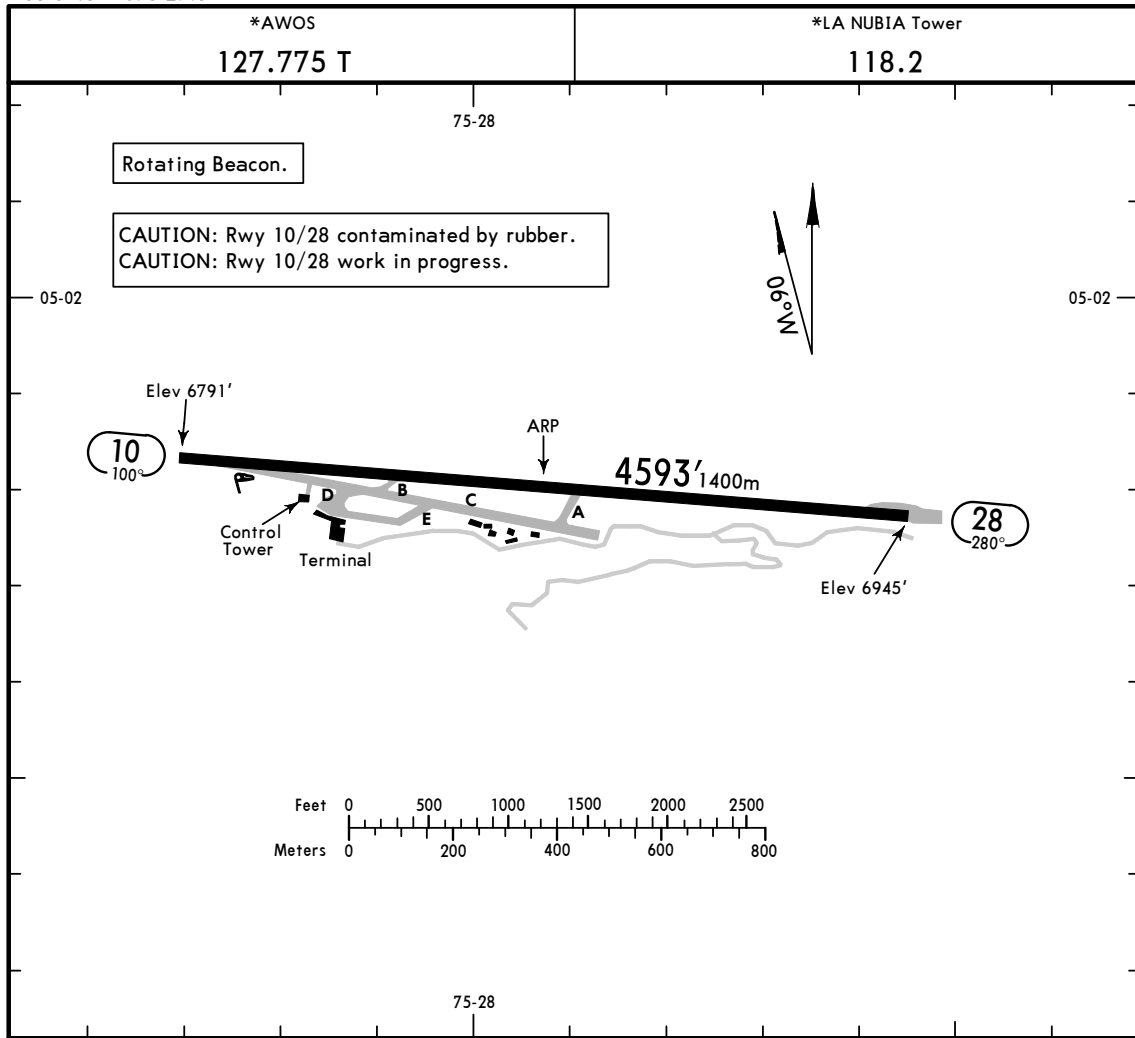 *AWOS
127.775 T
*LA NUBIA Tower
118.2
75-28
Rotating Beacon.
CAUTION: Rwy 10/28 contaminated by rubber.
CAUTION: Rwy 10/28 work in progress.
06°W
05-02
05-02
Elev 6791'
ARP
10
100°
4593' 1400m
B
D
C
A
E
28
280°
Control
Tower
Terminal
Elev 6945'
Feet 0 500 1000 1500 2000 2500
Meters 0 200 400 600 800
75-28